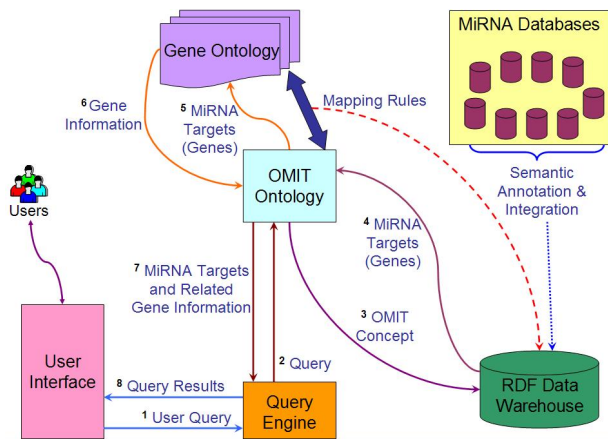 Gene Ontology
MiRNA Databases
6 Gene
Information
5 MiRNA
Targets
(Genes)
Mapping Rules
OMIT
Ontology
Semantic
Annotation &
Integration
Users
4 MiRNA
Targets
(Genes)
7 MiRNA Targets
and Related
Gene Information
3 OMIT
Concept
2 Query
User
Interface
8 Query Results
1 User Query
Query
Engine
RDF Data
Warehouse